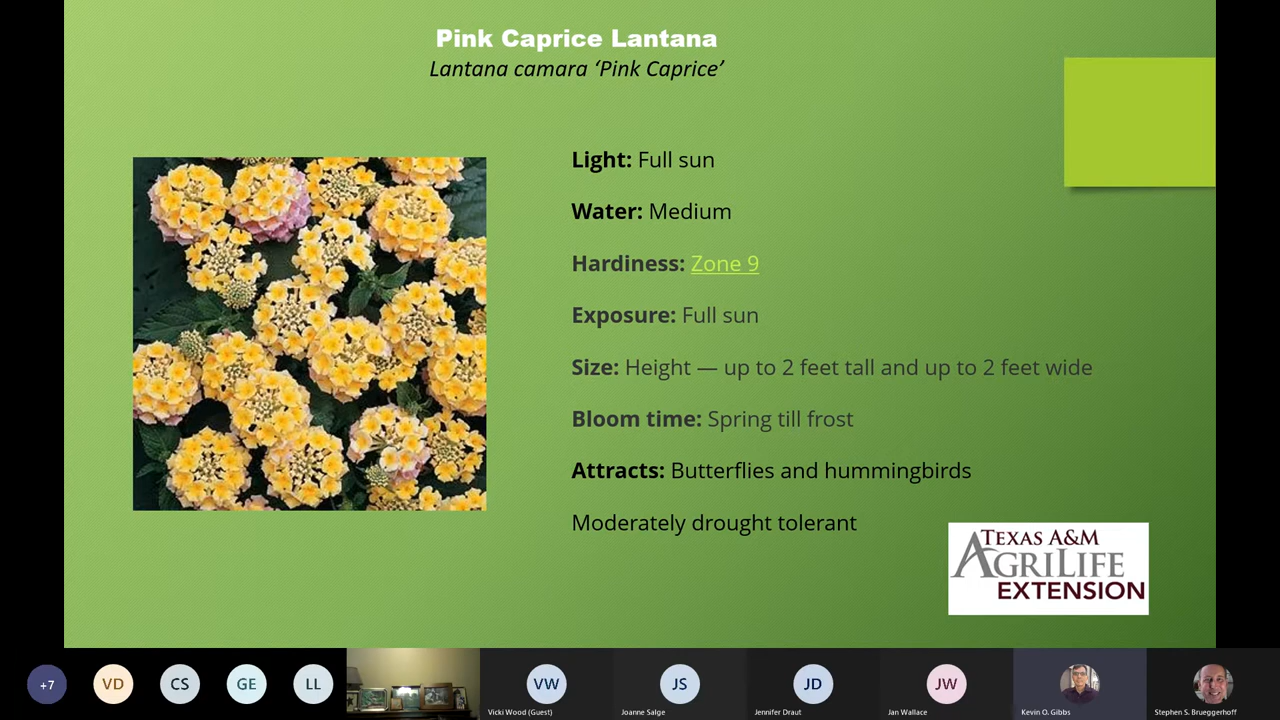 Pink Caprice Lantana
Lantana camara ‘Pink Caprice’
Light: Full sun
Water: Medium
Hardiness: Zone 9
Exposure: Full sun
Size: Height — up to 2 feet tall and up to 2 feet wide
Bloom time: Spring till frost
Attracts: Butterflies and hummingbirds
Moderately drought tolerant
TEXAS A&M
AGRILIFE
EXTENSION
+7
VD
CS
GE
LL
VW
Vicki Wood (Guest)
JS
Joanne Salge
JD
Jennifer Draut
JW
Jan Wallace
Kevin O. Gibbs
Stephen S. Brueggerhoff